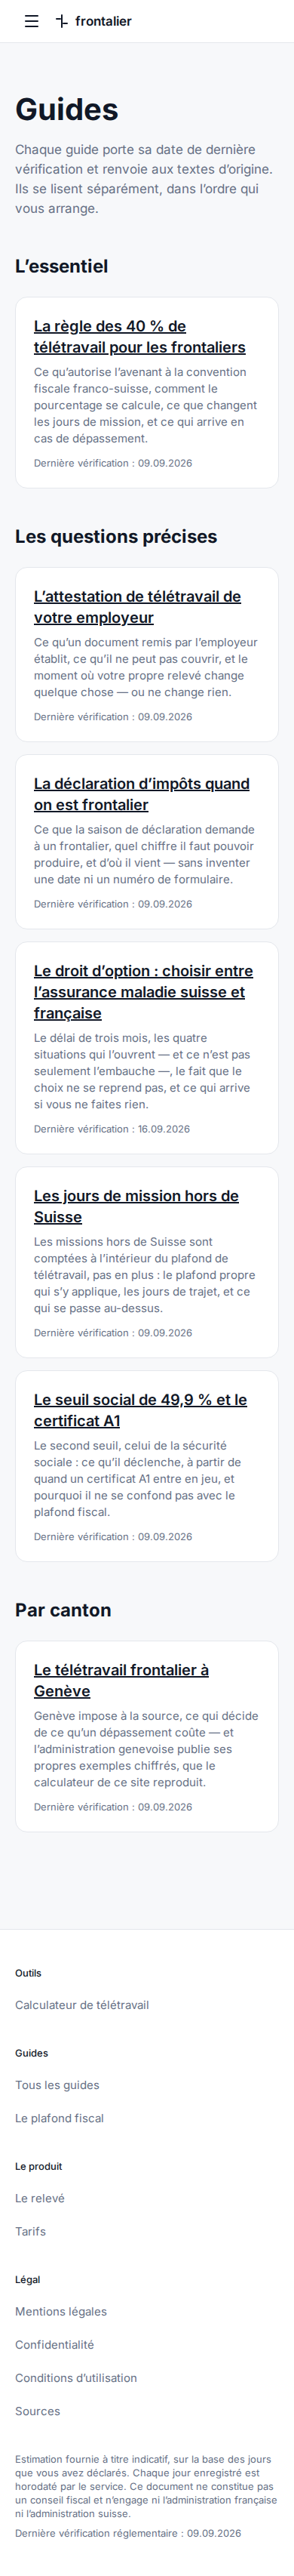 frontalier
Guides
Chaque guide porte sa date de dernière
vérification et renvoie aux textes d’origine.
Ils se lisent séparément, dans l’ordre qui
vous arrange.
L’essentiel
La règle des 40 % de
télétravail pour les frontaliers
Ce qu’autorise l’avenant à la convention
fiscale franco-suisse, comment le
pourcentage se calcule, ce que changent
les jours de mission, et ce qui arrive en
cas de dépassement.
Dernière vérification : 09.09.2026
Les questions précises
L’attestation de télétravail de
votre employeur
Ce qu’un document remis par l’employeur
établit, ce qu’il ne peut pas couvrir, et le
moment où votre propre relevé change
quelque chose — ou ne change rien.
Dernière vérification : 09.09.2026
La déclaration d’impôts quand
on est frontalier
Ce que la saison de déclaration demande
à un frontalier, quel chiffre il faut pouvoir
produire, et d’où il vient — sans inventer
une date ni un numéro de formulaire.
Dernière vérification : 09.09.2026
Le droit d’option : choisir entre
l’assurance maladie suisse et
française
Le délai de trois mois, les quatre
situations qui l’ouvrent — et ce n’est pas
seulement l’embauche —, le fait que le
choix ne se reprend pas, et ce qui arrive
si vous ne faites rien.
Dernière vérification : 16.09.2026
Les jours de mission hors de
Suisse
Les missions hors de Suisse sont
comptées à l’intérieur du plafond de
télétravail, pas en plus : le plafond propre
qui s’y applique, les jours de trajet, et ce
qui se passe au-dessus.
Dernière vérification : 09.09.2026
Le seuil social de 49,9 % et le
certificat A1
Le second seuil, celui de la sécurité
sociale : ce qu’il déclenche, à partir de
quand un certificat A1 entre en jeu, et
pourquoi il ne se confond pas avec le
plafond fiscal.
Dernière vérification : 09.09.2026
Par canton
Le télétravail frontalier à
Genève
Genève impose à la source, ce qui décide
de ce qu’un dépassement coûte — et
l’administration genevoise publie ses
propres exemples chiffrés, que le
calculateur de ce site reproduit.
Dernière vérification : 09.09.2026
Outils
Calculateur de télétravail
Guides
Tous les guides
Le plafond fiscal
Le produit
Le relevé
Tarifs
Légal
Mentions légales
Confidentialité
Conditions d’utilisation
Sources
Estimation fournie à titre indicatif, sur la base des jours
que vous avez déclarés. Chaque jour enregistré est
horodaté par le service. Ce document ne constitue pas
un conseil fiscal et n’engage ni l’administration française
ni l’administration suisse.
Dernière vérification réglementaire : 09.09.2026